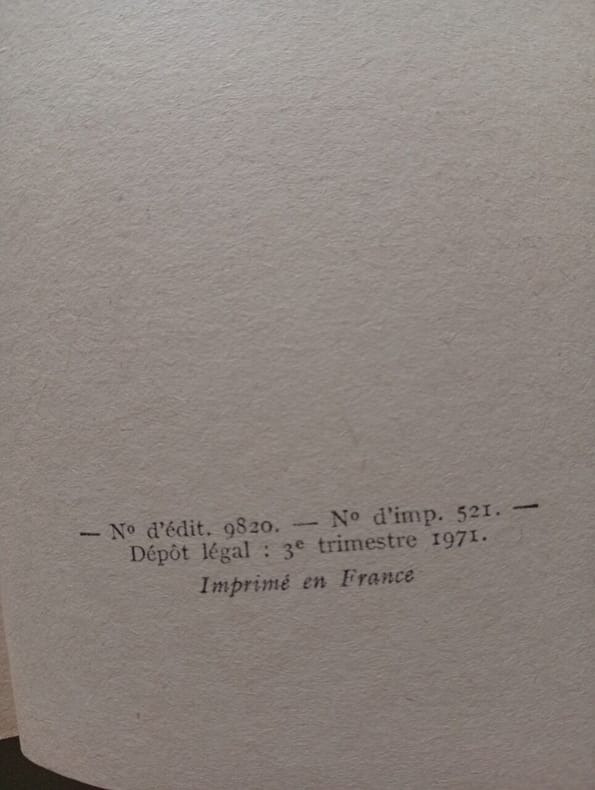 — Nº d'édit. 9820. — Nº d'imp. 521. —
Dépôt légal : 3ᵉ trimestre 1971.
Imprimé en France